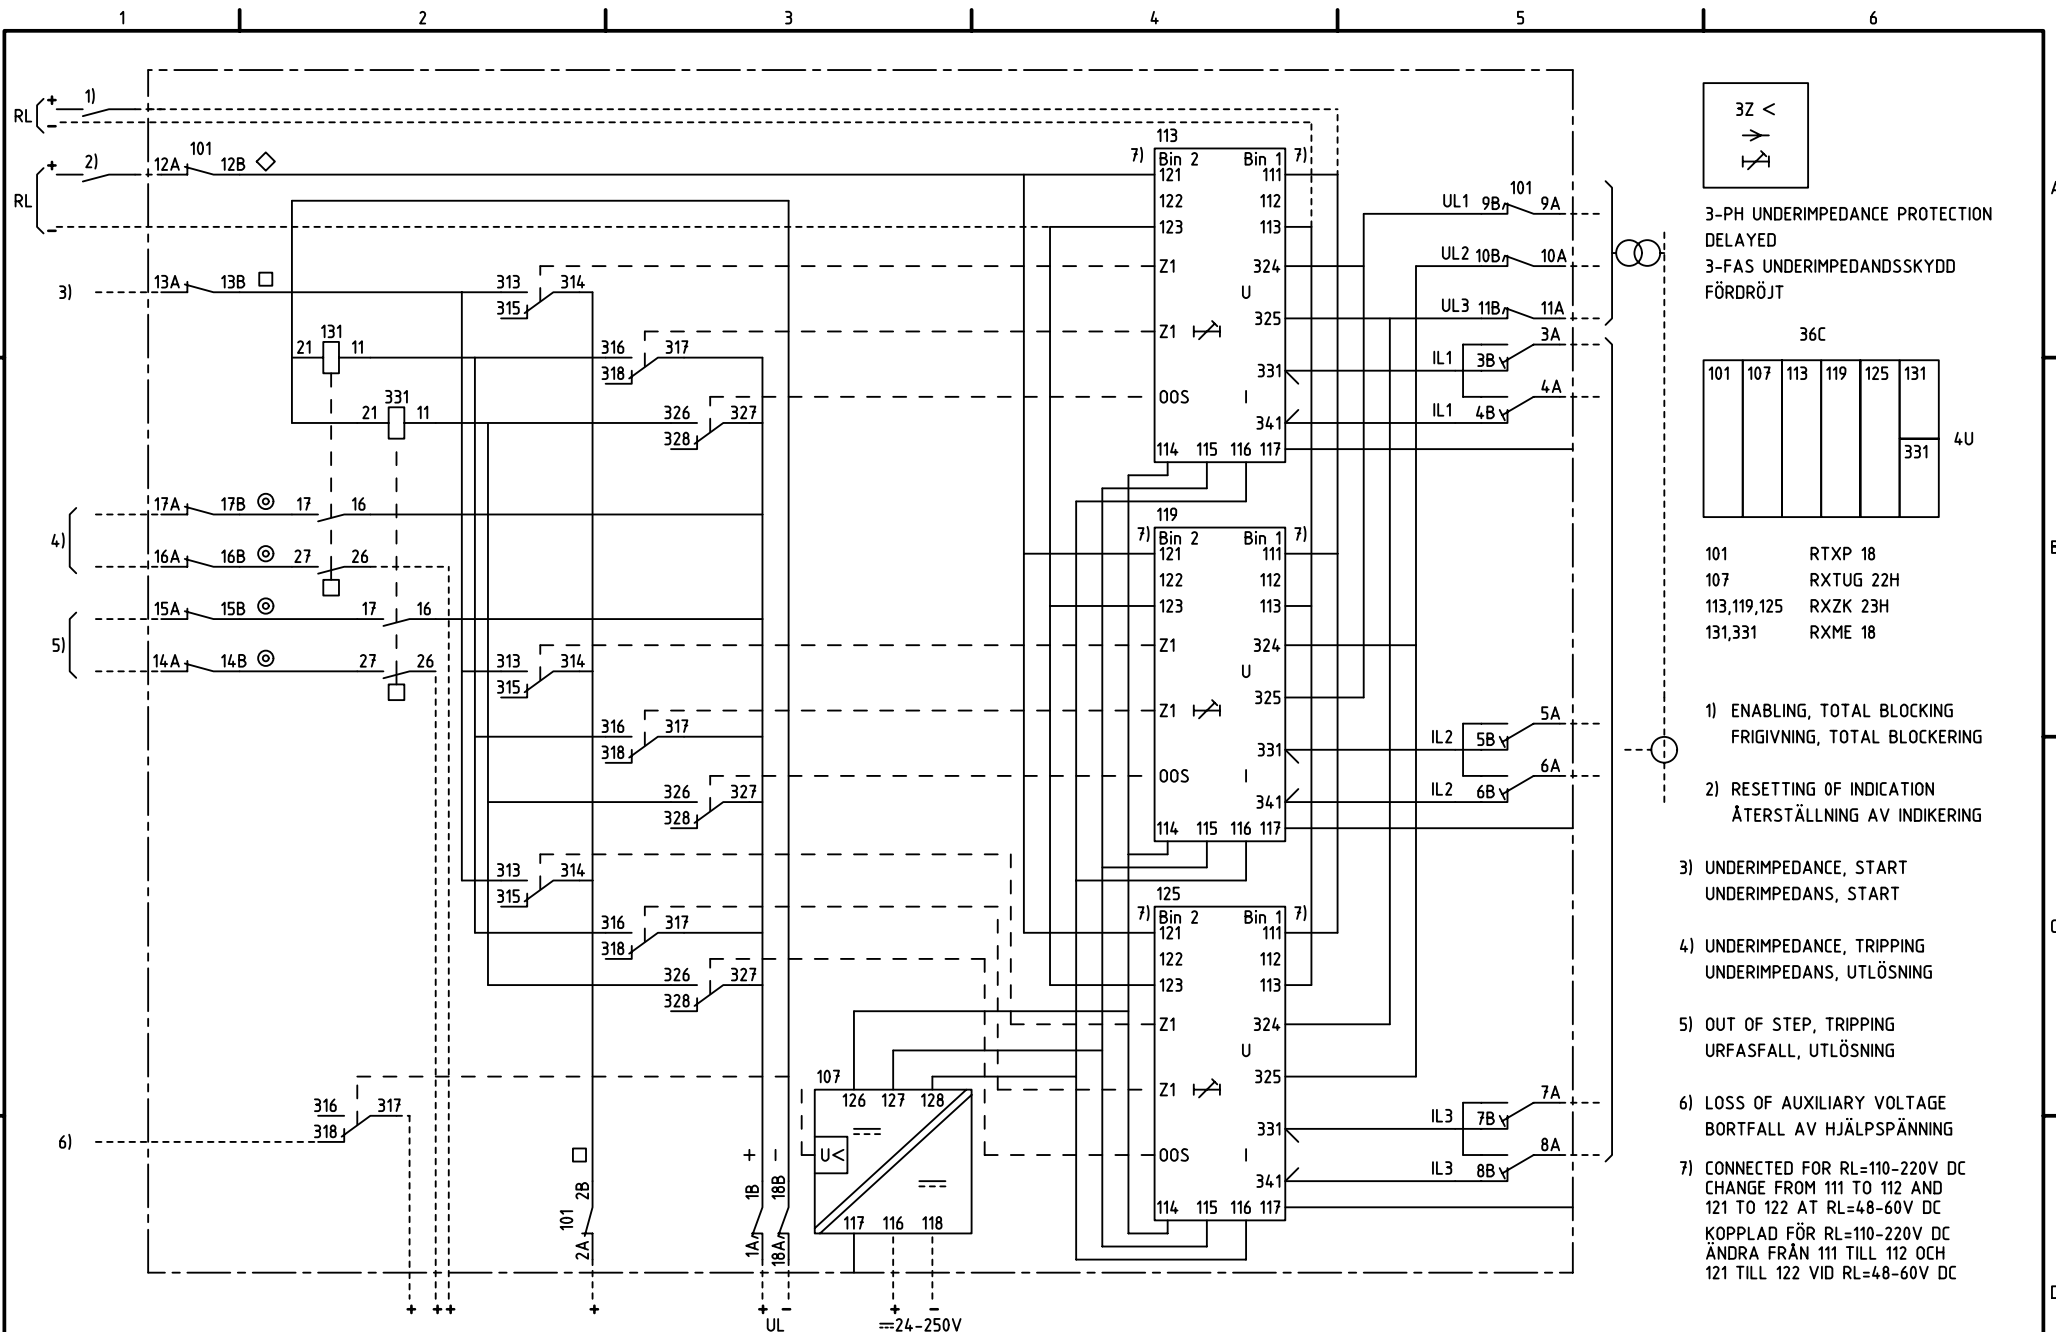 1 2 3 4 5 6
RL + 1)
−
113
7) Bin 2 Bin 1 7)
RL + 2) 12A 101 12B 121 111
122 112
− 123 113
UL1 9B 101 9A
Z1 324 UL2 10B 10A
3) 13A 13B 313 314 U
315 325 UL3 11B 11A
Z1
IL1 3B 3A
21 131 11 316 317
318 331
OOS I
IL1 4B 4A
21 331 11 326 327 341
328
114 115 116 117
4) 17A 17B 17 16
119
7) Bin 2 Bin 1 7)
16A 16B 27 26 121 111
122 112
5) 15A 15B 17 16 123 113
Z1 324
14A 14B 27 26 313 314 U
315 325
Z1
IL2 5B 5A
316 317
318 331
OOS I
IL2 6B 6A
326 327 341
328
114 115 116 117
313 314
315
125
7) Bin 2 Bin 1 7)
316 317 121 111
318
122 112
326 327 123 113
328
Z1 324
U
325
107
126 127 128
Z1
6) 316 317
318
IL3 7B 7A
331
U<
OOS I
IL3 8B 8A
341
114 115 116 117
101 2B
2A
+ −
1B 18B
1A 18A
117 116 118
+ + + + + − + −
UL 24-250V
A
B
C
D
3Z <
3-PH UNDERIMPEDANCE PROTECTION
DELAYED
3-FAS UNDERIMPEDANDSSKYDD
FÖRDRÖJT
36C
101 107 113 119 125 131
331
4U
101 RTXP 18
107 RXTUG 22H
113,119,125 RXZK 23H
131,331 RXME 18
1) ENABLING, TOTAL BLOCKING
FRIGIVNING, TOTAL BLOCKERING
2) RESETTING OF INDICATION
ÅTERSTÄLLNING AV INDIKERING
3) UNDERIMPEDANCE, START
UNDERIMPEDANS, START
4) UNDERIMPEDANCE, TRIPPING
UNDERIMPEDANS, UTLÖSNING
5) OUT OF STEP, TRIPPING
URFASFALL, UTLÖSNING
6) LOSS OF AUXILIARY VOLTAGE
BORTFALL AV HJÄLPSPÄNNING
7) CONNECTED FOR RL=110-220V DC
CHANGE FROM 111 TO 112 AND
121 TO 122 AT RL=48-60V DC
KOPPLAD FÖR RL=110-220V DC
ÄNDRA FRÅN 111 TILL 112 OCH
121 TILL 122 VID RL=48-60V DC